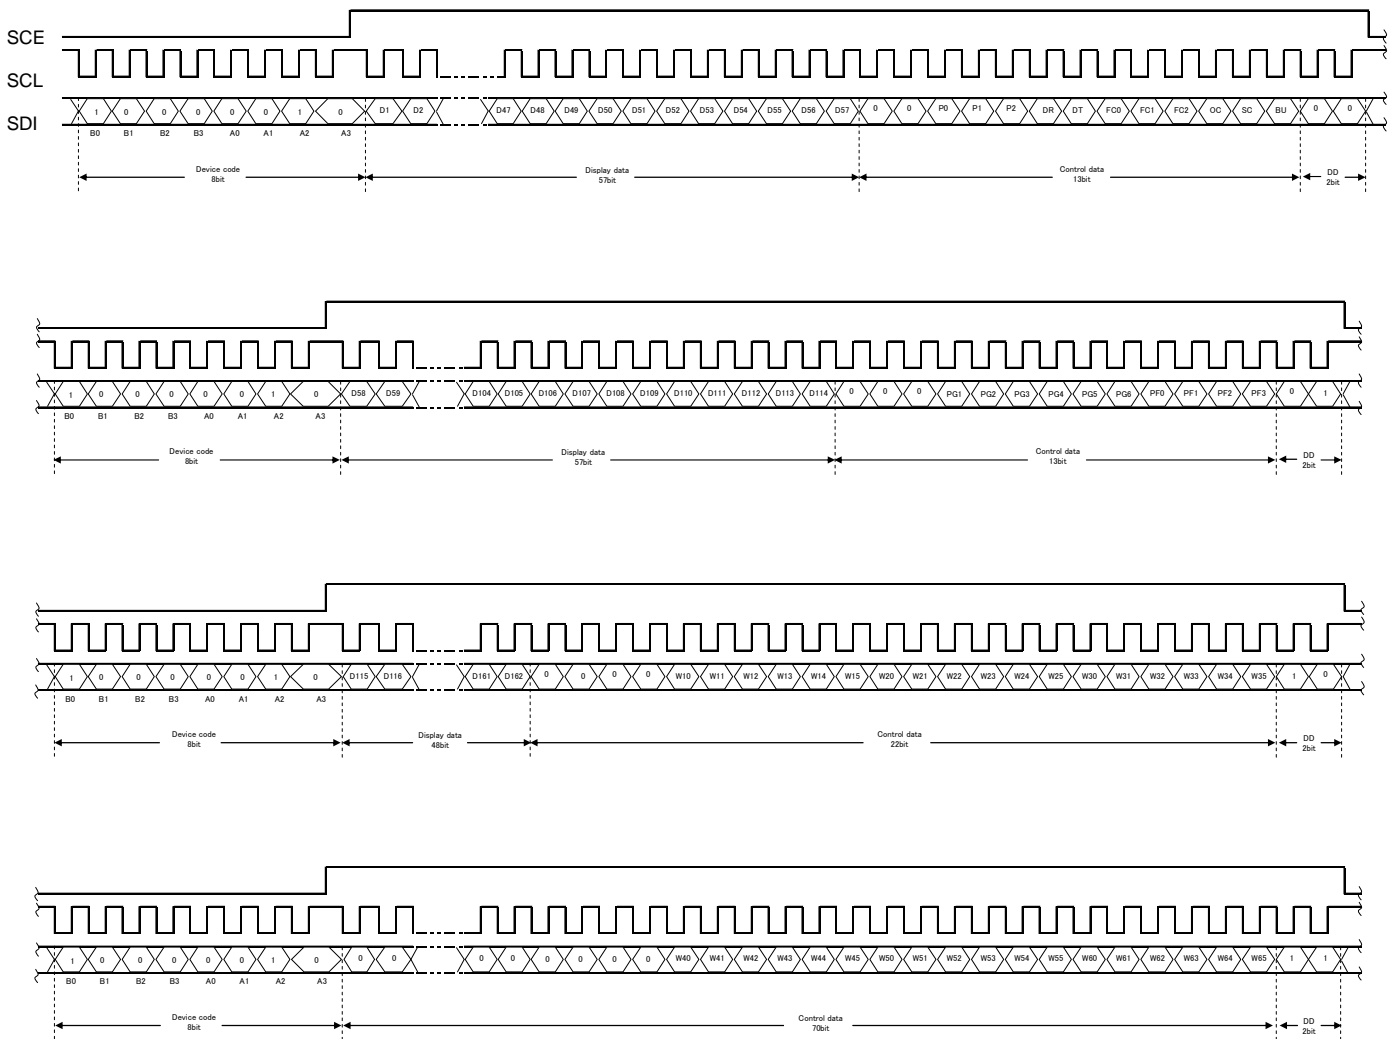 SCE
SCL
SDI
1 0 0 0 0 0 1 0 D1 D2 D47 D48 D49 D50 D51 D52 D53 D54 D55 D56 D57 0 0 P0 P1 P2 DR DT FC0 FC1 FC2 OC SC BU 0 0
B0 B1 B2 B3 A0 A1 A2 A3
Device code
8bit
Display data
57bit
Control data
13bit
DD
2bit
1 0 0 0 0 0 1 0 D58 D59 D104 D105 D106 D107 D108 D109 D110 D111 D112 D113 D114 0 0 0 PG1 PG2 PG3 PG4 PG5 PG6 PF0 PF1 PF2 PF3 0 1
B0 B1 B2 B3 A0 A1 A2 A3
Device code
8bit
Display data
57bit
Control data
13bit
DD
2bit
1 0 0 0 0 0 1 0 D115 D116 D161 D162 0 0 0 0 W10 W11 W12 W13 W14 W15 W20 W21 W22 W23 W24 W25 W30 W31 W32 W33 W34 W35 1 0
B0 B1 B2 B3 A0 A1 A2 A3
Device code
8bit
Display data
48bit
Control data
22bit
DD
2bit
1 0 0 0 0 0 1 0 0 0 0 0 0 0 0 0 W40 W41 W42 W43 W44 W45 W50 W51 W52 W53 W54 W55 W60 W61 W62 W63 W64 W65 1 1
B0 B1 B2 B3 A0 A1 A2 A3
Device code
8bit
Control data
70bit
DD
2bit